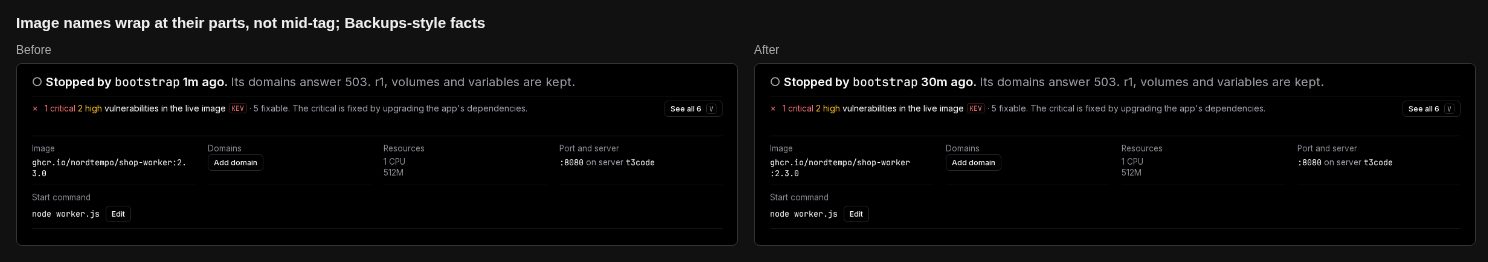 Image names wrap at their parts, not mid-tag; Backups-style facts
Before
Stopped by bootstrap 1m ago. Its domains answer 503. r1, volumes and variables are kept.
× 1 critical 2 high vulnerabilities in the live image KEV · 5 fixable. The critical is fixed by upgrading the app's dependencies.
See all 6 V
Image
ghcr.io/nordtempo/shop-worker:2.
3.0
Domains
Add domain
Resources
1 CPU
512M
Port and server
:8080 on server t3code
Start command
node worker.js Edit
After
Stopped by bootstrap 30m ago. Its domains answer 503. r1, volumes and variables are kept.
× 1 critical 2 high vulnerabilities in the live image KEV · 5 fixable. The critical is fixed by upgrading the app's dependencies.
See all 6 V
Image
ghcr.io/nordtempo/shop-worker
:2.3.0
Domains
Add domain
Resources
1 CPU
512M
Port and server
:8080 on server t3code
Start command
node worker.js Edit